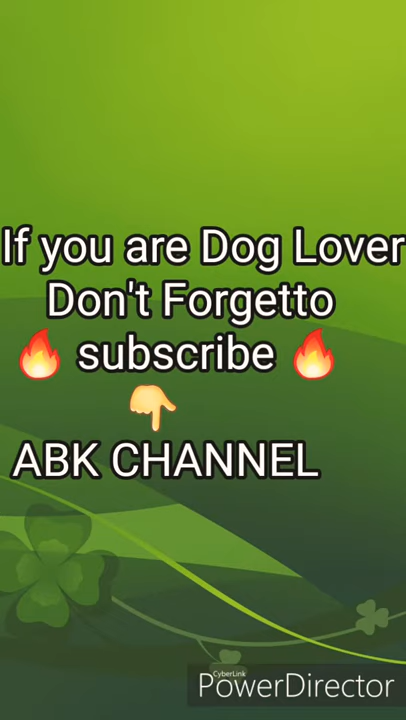 If you are Dog Lover
Don't Forgetto
🔥 subscribe 🔥
👇
ABK CHANNEL
CyberLink
PowerDirector